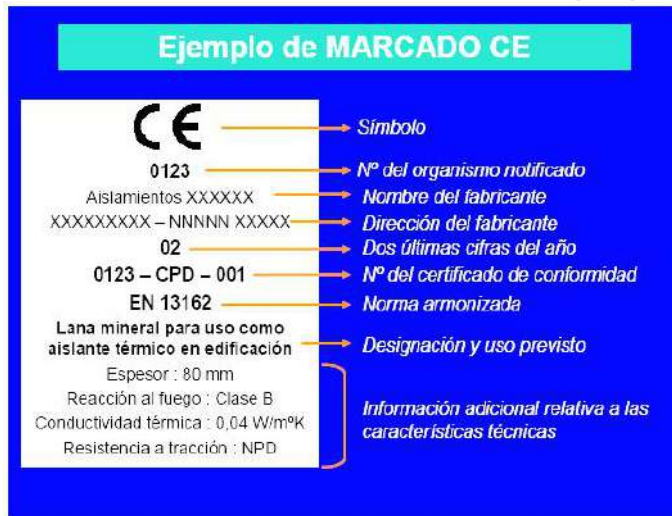 Ejemplo de MARCADO CE
CE
Símbolo
0123
Nº del organismo notificado
Aislamientos XXXXXX
Nombre del fabricante
XXXXXXXXX – NNNNN XXXXX
Dirección del fabricante
02
Dos últimas cifras del año
0123 – CPD – 001
Nº del certificado de conformidad
EN 13162
Norma armonizada
Lana mineral para uso como
aislante térmico en edificación
Designación y uso previsto
Espesor : 80 mm
Reacción al fuego : Clase B
Conductividad térmica : 0,04 W/mºK
Resistencia a tracción : NPD
Información adicional relativa a las
características técnicas